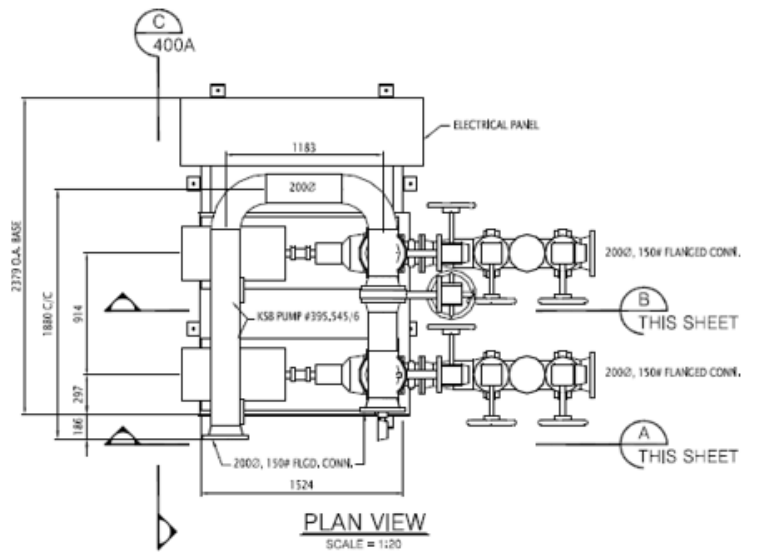 C
400A
ELECTRICAL PANEL
1183
200Ø
2379 O.A. BASE
1880 C/C
914
297
186
200Ø, 150# FLANGED CONN.
KSB PUMP #395,545/6
B
THIS SHEET
200Ø, 150# FLANGED CONN.
A
THIS SHEET
200Ø, 150# FLGD. CONN.
1524
PLAN VIEW
SCALE = 1:20